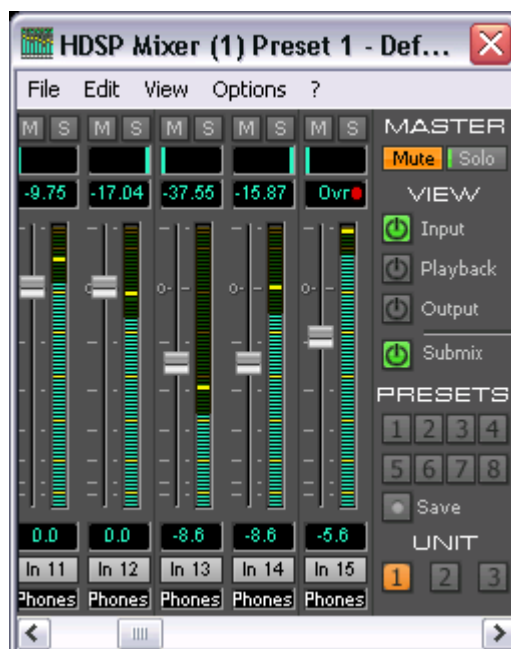 HDSP Mixer (1) Preset 1 - Def...
File Edit View Options ?
M S M S M S M S M S
MASTER
Mute Solo
-9.75 -17.04 -37.55 -15.87 Ovr
VIEW
Input
Playback
Output
Submix
0- 0- 0-
PRESETS
1 2 3 4
5 6 7 8
Save
0.0 0.0 -8.6 -8.6 -5.6
UNIT
In 11 In 12 In 13 In 14 In 15
1 2 3
Phones Phones Phones Phones Phones